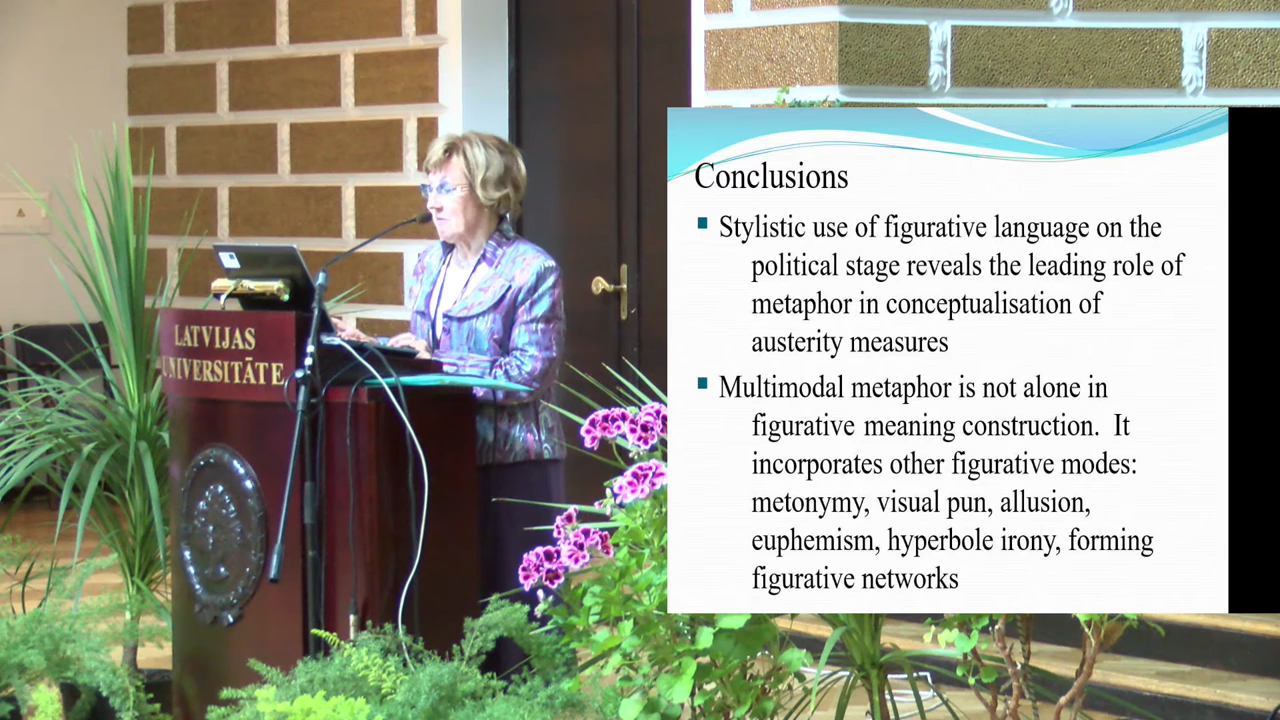 LATVIJAS
UNIVERSITĀTE
Conclusions
Stylistic use of figurative language on the
political stage reveals the leading role of
metaphor in conceptualisation of
austerity measures
Multimodal metaphor is not alone in
figurative meaning construction. It
incorporates other figurative modes:
metonymy, visual pun, allusion,
euphemism, hyperbole irony, forming
figurative networks